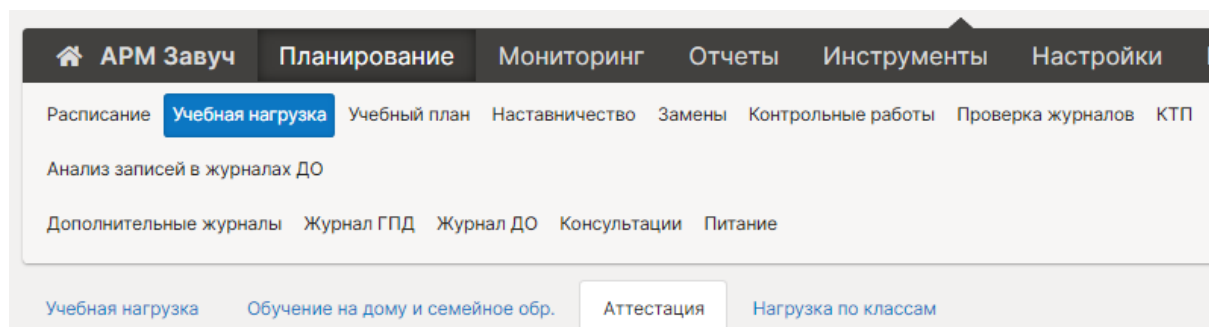 АРМ Завуч Планирование Мониторинг Отчеты Инструменты Настройки
Расписание Учебная нагрузка Учебный план Наставничество Замены Контрольные работы Проверка журналов КТП
Анализ записей в журналах ДО
Дополнительные журналы Журнал ГПД Журнал ДО Консультации Питание
Учебная нагрузка Обучение на дому и семейное обр. Аттестация Нагрузка по классам